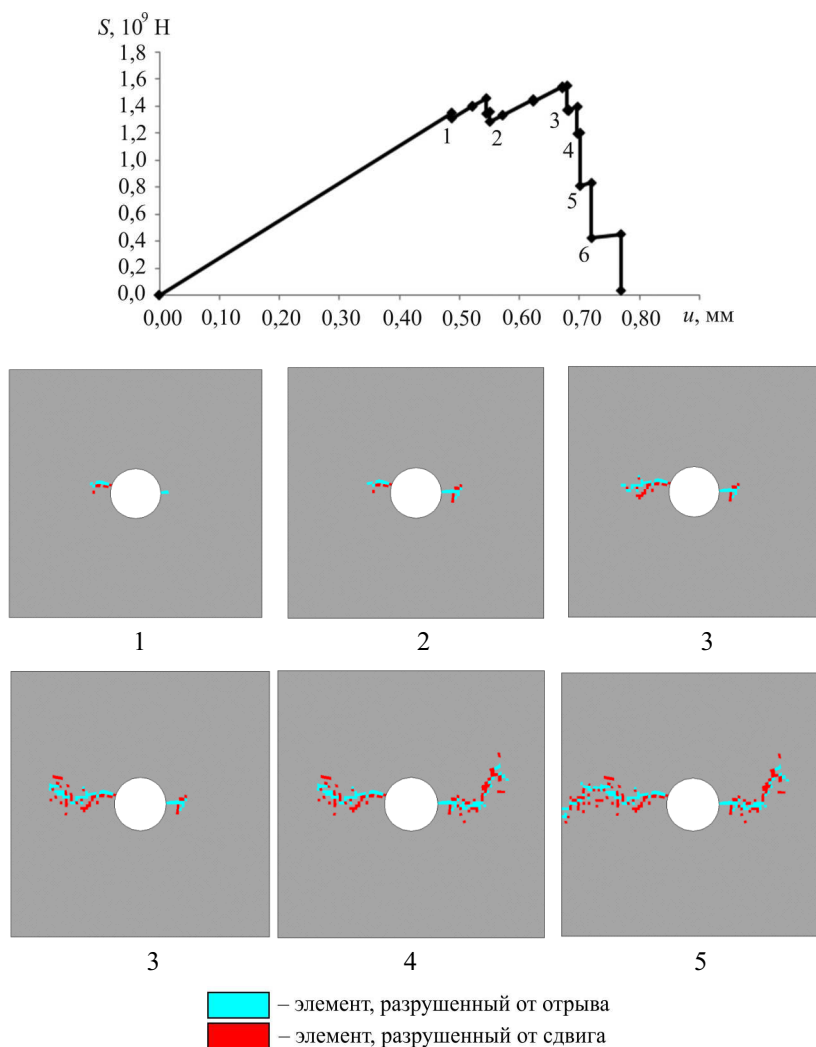 S, 10⁹ Н
1,8
1,6
1,4
1,2
1,0
0,8
0,6
0,4
0,2
0,0
1
2
3
4
5
6
0,00 0,10 0,20 0,30 0,40 0,50 0,60 0,70 0,80 u, мм
1 2 3
3 4 5
– элемент, разрушенный от отрыва
– элемент, разрушенный от сдвига